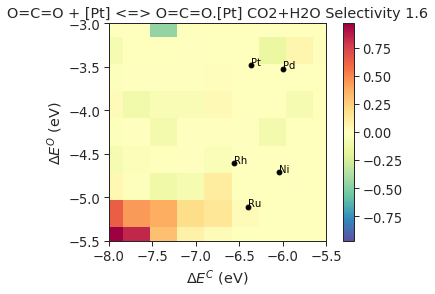 O=C=O + [Pt] <=> O=C=O.[Pt] CO2+H2O Selectivity 1.6
−3.0
−3.5
−4.0
−4.5
−5.0
−5.5
ΔE^O (eV)
Pt
Pd
Rh
Ni
Ru
−8.0 −7.5 −7.0 −6.5 −6.0 −5.5
ΔE^C (eV)
0.75
0.50
0.25
0.00
−0.25
−0.50
−0.75